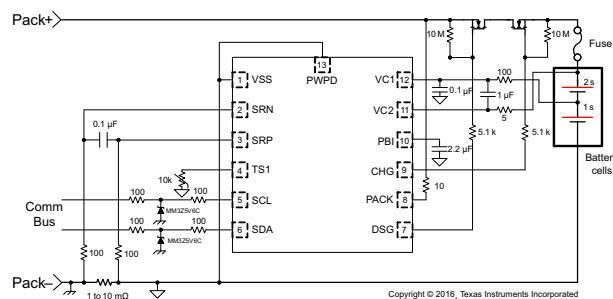 Pack+
10 M
10 M
Fuse
13
PWPD
1 VSS
VC1 12
100
2 s
0.1 µF
1 µF
2 SRN
VC2 11
5
1 s
0.1 µF
3 SRP
PBI 10
5.1 k
5.1 k
2.2 µF
Batter
cells
4 TS1
CHG 9
10k
100
100
5 SCL
PACK 8
10
Comm
Bus
MM3Z5V6C
100
100
6 SDA
DSG 7
MM3Z5V6C
100
100
Pack–
1 to 10 mΩ
Copyright © 2016, Texas Instruments Incorporated